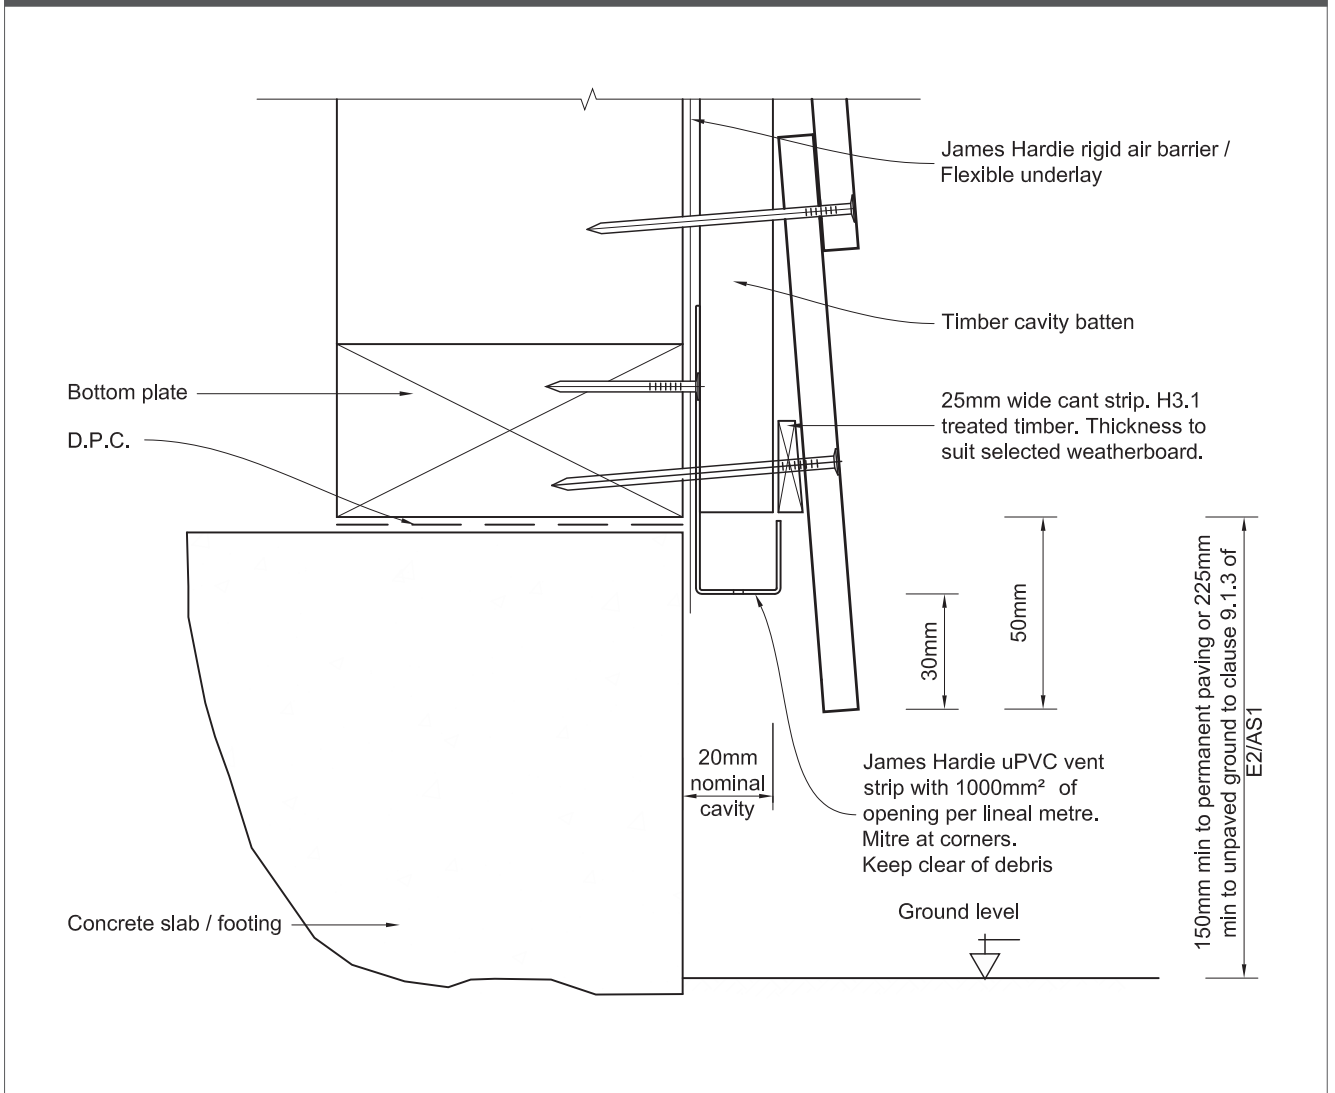 James Hardie rigid air barrier /
Flexible underlay
Timber cavity batten
Bottom plate
25mm wide cant strip. H3.1
treated timber. Thickness to
suit selected weatherboard.
D.P.C.
50mm
30mm
150mm min to permanent paving or 225mm
min to unpaved ground to clause 9.1.3 of
E2/AS1
20mm
nominal
cavity
James Hardie uPVC vent
strip with 1000mm² of
opening per lineal metre.
Mitre at corners.
Keep clear of debris
Ground level
Concrete slab / footing